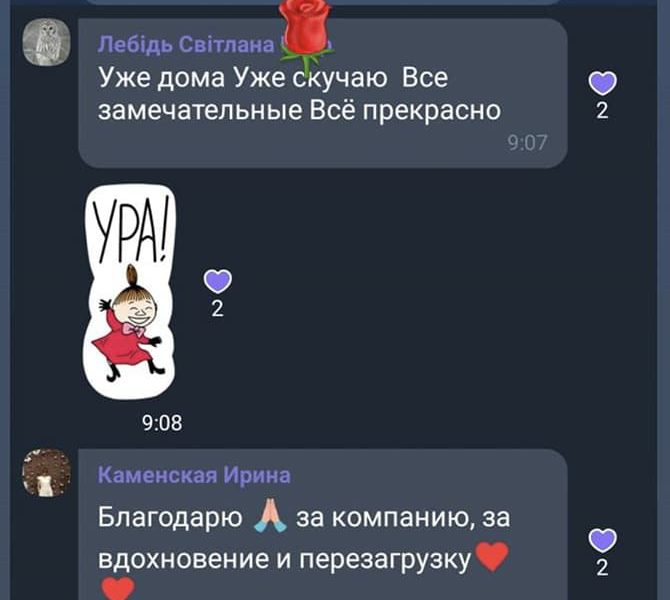 Лебідь Світлана
Уже дома Уже скучаю Все
замечательные Всё прекрасно
9:07
2
УРА!
2
9:08
Каменская Ирина
Благодарю 🙏 за компанию, за
вдохновение и перезагрузку❤️
❤️
2